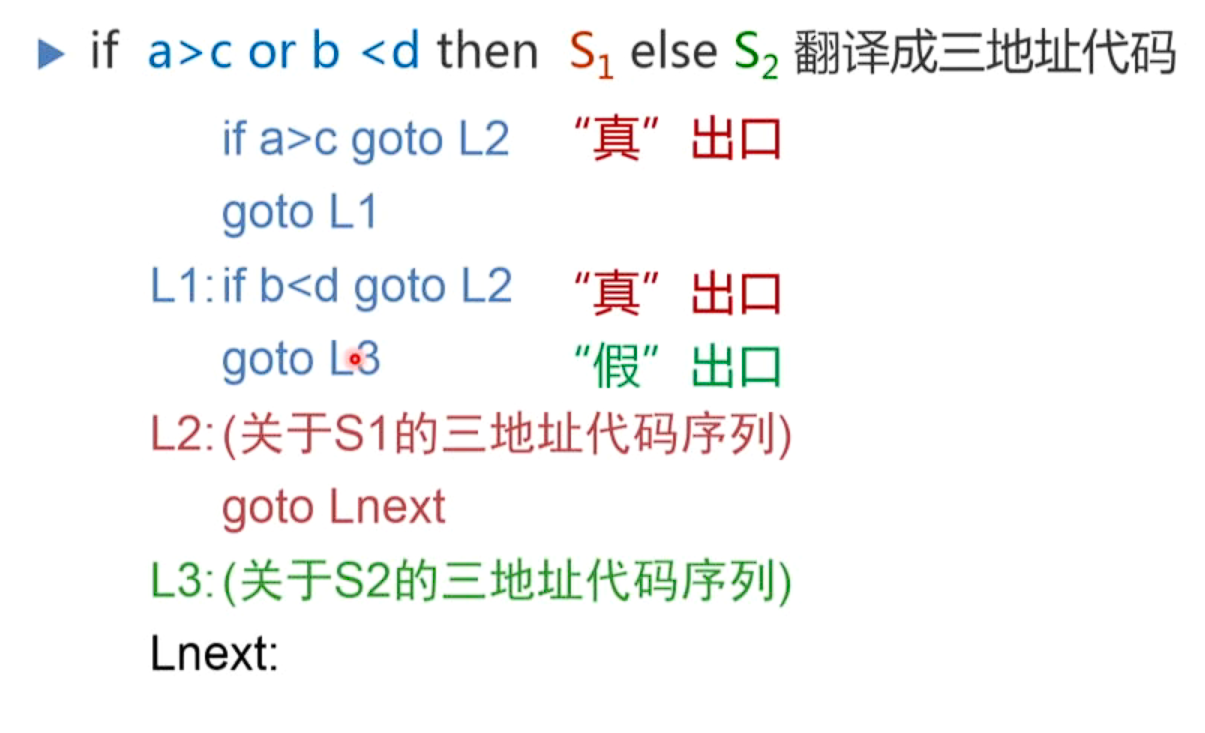 if a>c or b <d then S₁ else S₂ 翻译成三地址代码
if a>c goto L2 “真”出口
goto L1
L1:if b<d goto L2 “真”出口
goto L3 “假”出口
L2:(关于S1的三地址代码序列)
goto Lnext
L3:(关于S2的三地址代码序列)
Lnext: